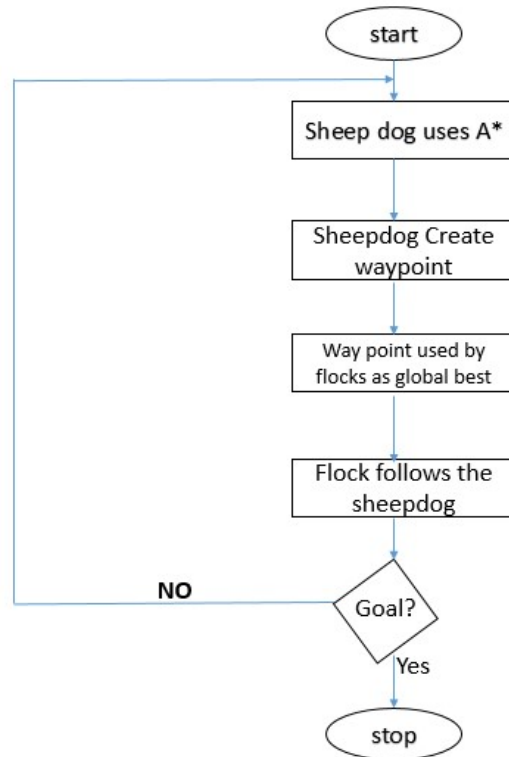 start
Sheep dog uses A*
Sheepdog Create
waypoint
Way point used by
flocks as global best
Flock follows the
sheepdog
Goal?
NO
Yes
stop